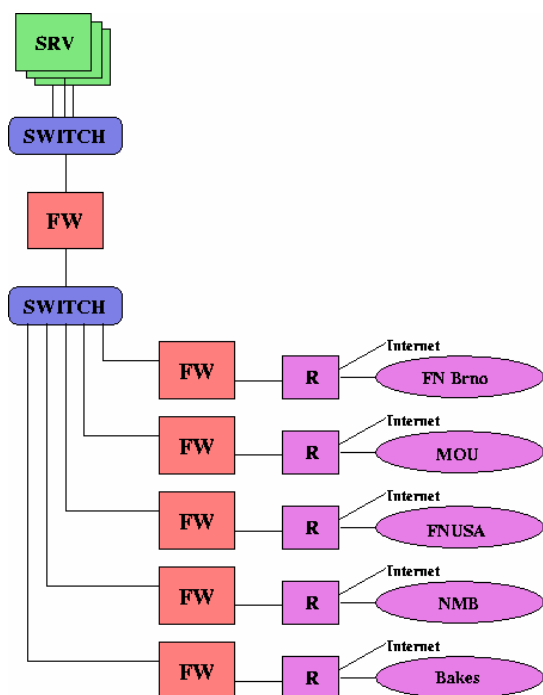 SRV
SWITCH
FW
SWITCH
Internet
FW
R
FN Brno
Internet
FW
R
MOU
Internet
FW
R
FNUSA
Internet
FW
R
NMB
Internet
FW
R
Bakes